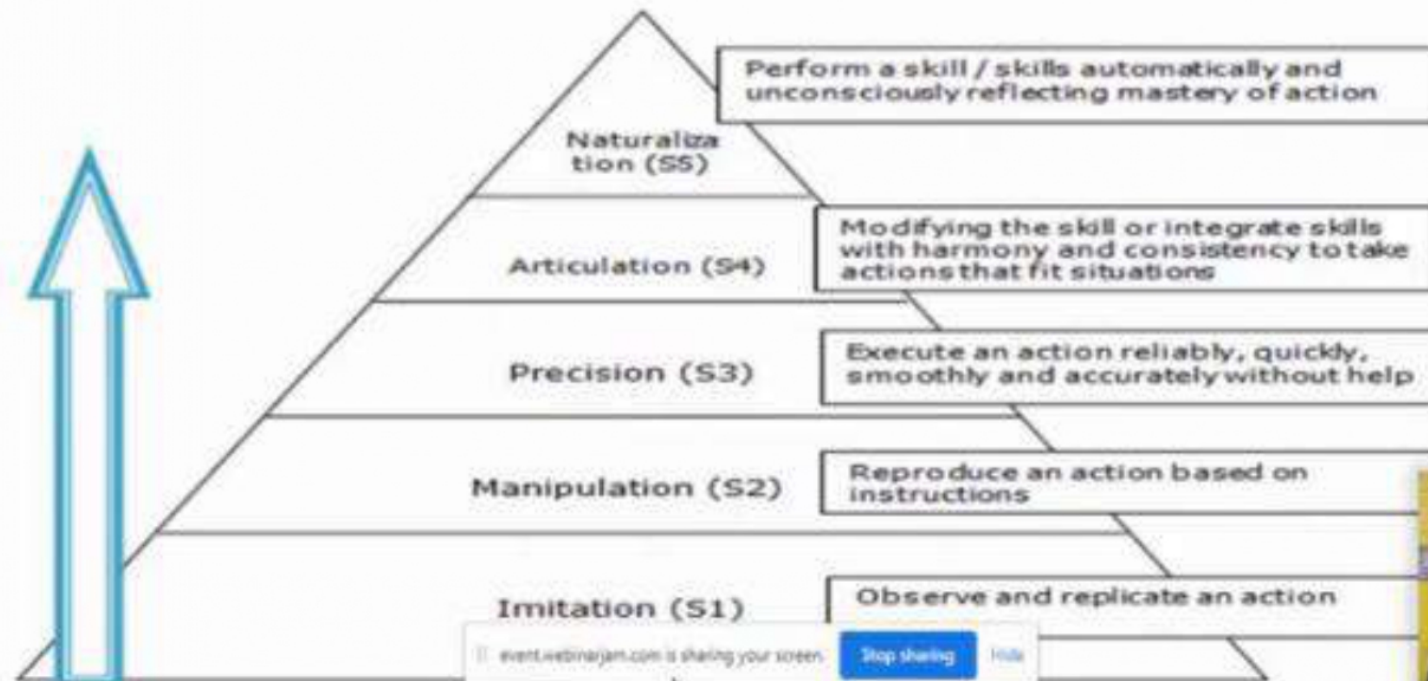 Perform a skill / skills automatically and
unconsciously reflecting mastery of action
Naturaliza
tion (S5)
Modifying the skill or integrate skills
with harmony and consistency to take
actions that fit situations
Articulation (S4)
Execute an action reliably, quickly,
smoothly and accurately without help
Precision (S3)
Reproduce an action based on
instructions
Manipulation (S2)
Observe and replicate an action
Imitation (S1)
event.webinarjam.com is sharing your screen.
Stop sharing
Hide